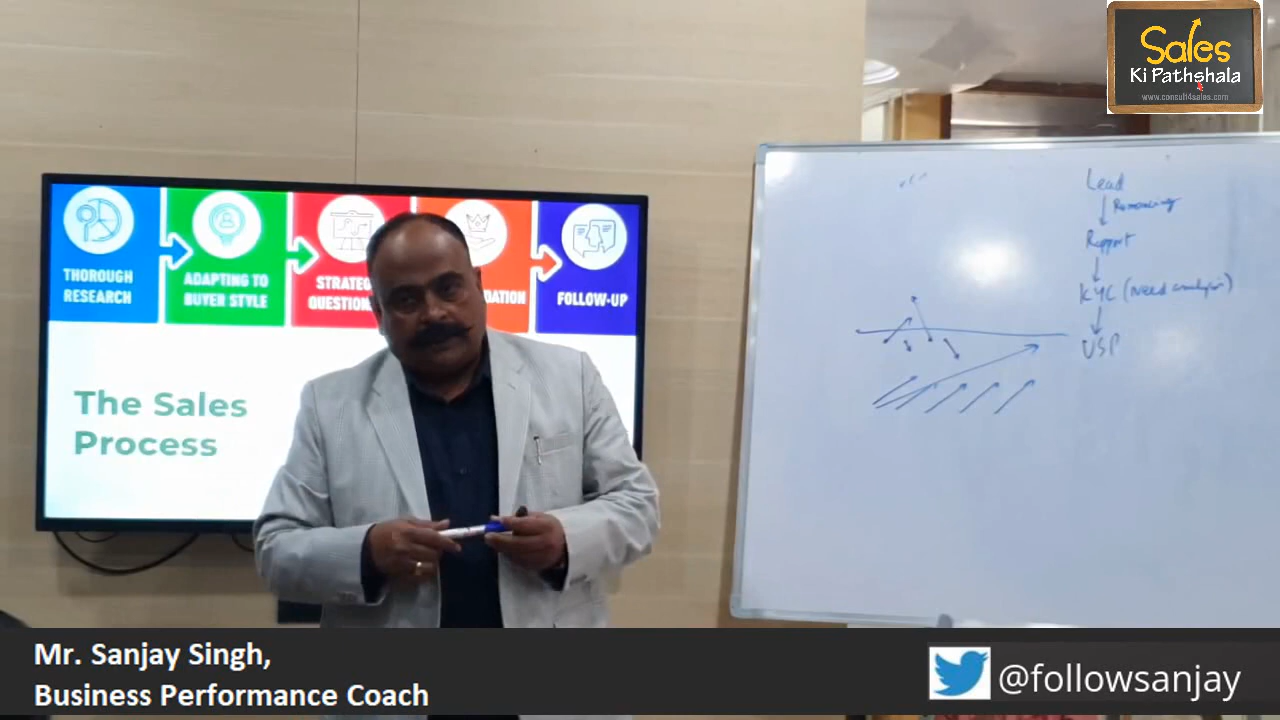 Sales
Ki Pathshala
www.consult4sales.com
THOROUGH
RESEARCH
ADAPTING TO
BUYER STYLE
FOLLOW-UP
The Sales
Process
Lead
Rapport
KYC (need analysis)
USP
Mr. Sanjay Singh,
Business Performance Coach
@followsanjay